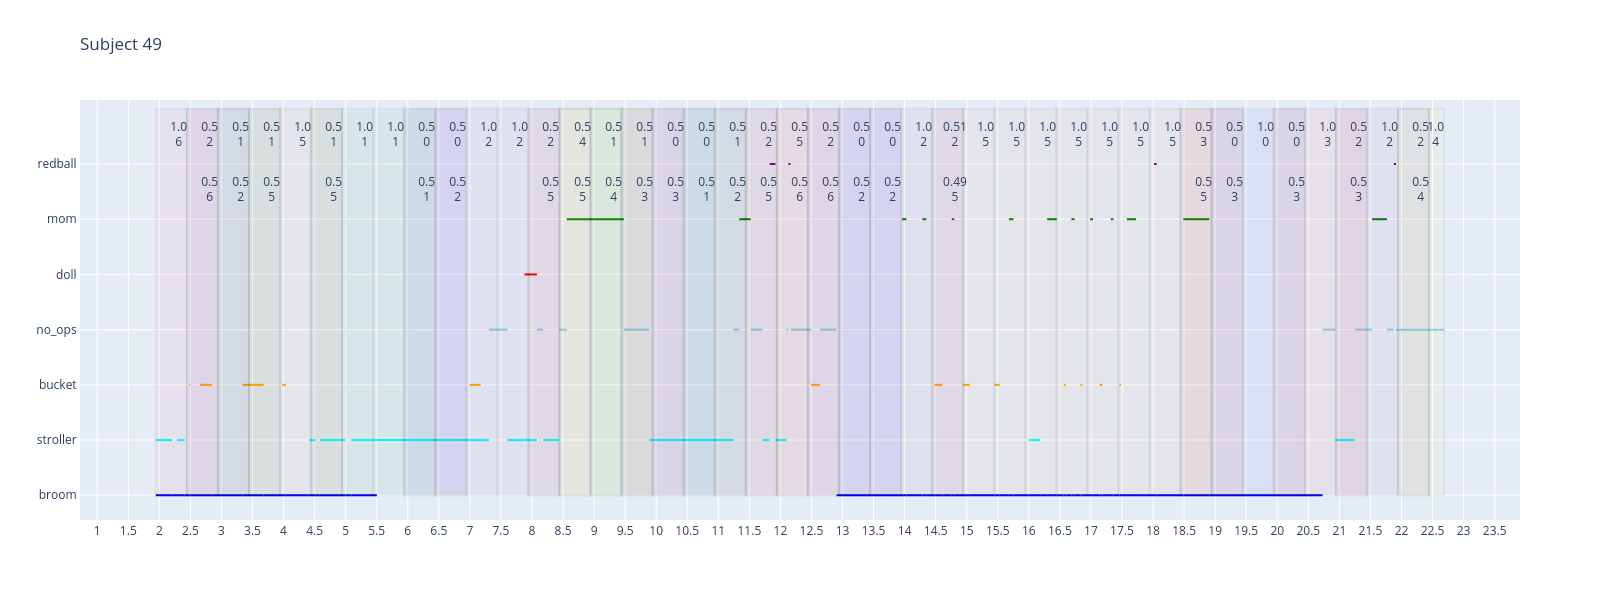 Subject 49
1.0 0.5 0.5 0.5 1.0 0.5 1.0 1.0 0.5 0.5 1.0 1.0 0.5 0.5 0.5 0.5 0.5 0.5 0.5 0.5 0.5 0.5 0.5 0.5 1.0 0.51 1.0 1.0 1.0 1.0 1.0 1.0 1.0 0.5 0.5 1.0 0.5 1.0 0.5 1.0 0.5 1.0
6 2 1 1 5 1 1 1 0 0 2 2 2 4 1 1 0 0 1 2 5 2 0 0 2 2 5 5 5 5 5 5 5 3 0 0 0 3 2 2 2 4
redball
0.5 0.5 0.5 0.5 0.5 0.5 0.5 0.5 0.5 0.5 0.5 0.5 0.5 0.5 0.5 0.5 0.5 0.5 0.49 0.5 0.5 0.5 0.5 0.5
6 2 5 5 1 2 5 5 4 3 3 1 2 5 6 6 2 2 5 5 3 3 3 4
mom
doll
no_ops
bucket
stroller
broom
1 1.5 2 2.5 3 3.5 4 4.5 5 5.5 6 6.5 7 7.5 8 8.5 9 9.5 10 10.5 11 11.5 12 12.5 13 13.5 14 14.5 15 15.5 16 16.5 17 17.5 18 18.5 19 19.5 20 20.5 21 21.5 22 22.5 23 23.5